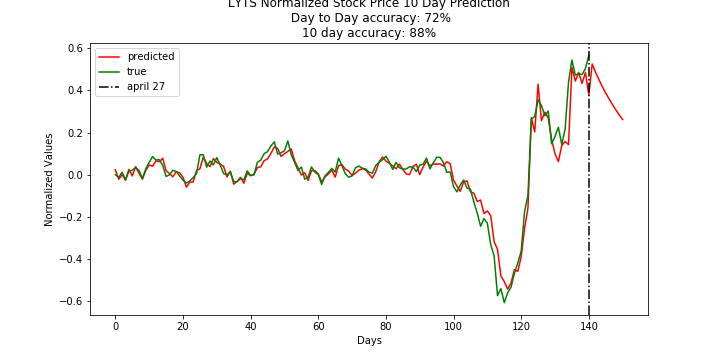 LYTS Normalized Stock Price 10 Day Prediction
Day to Day accuracy: 72%
10 day accuracy: 88%
predicted
true
april 27
Normalized Values
0.6
0.4
0.2
0.0
−0.2
−0.4
−0.6
0 20 40 60 80 100 120 140
Days